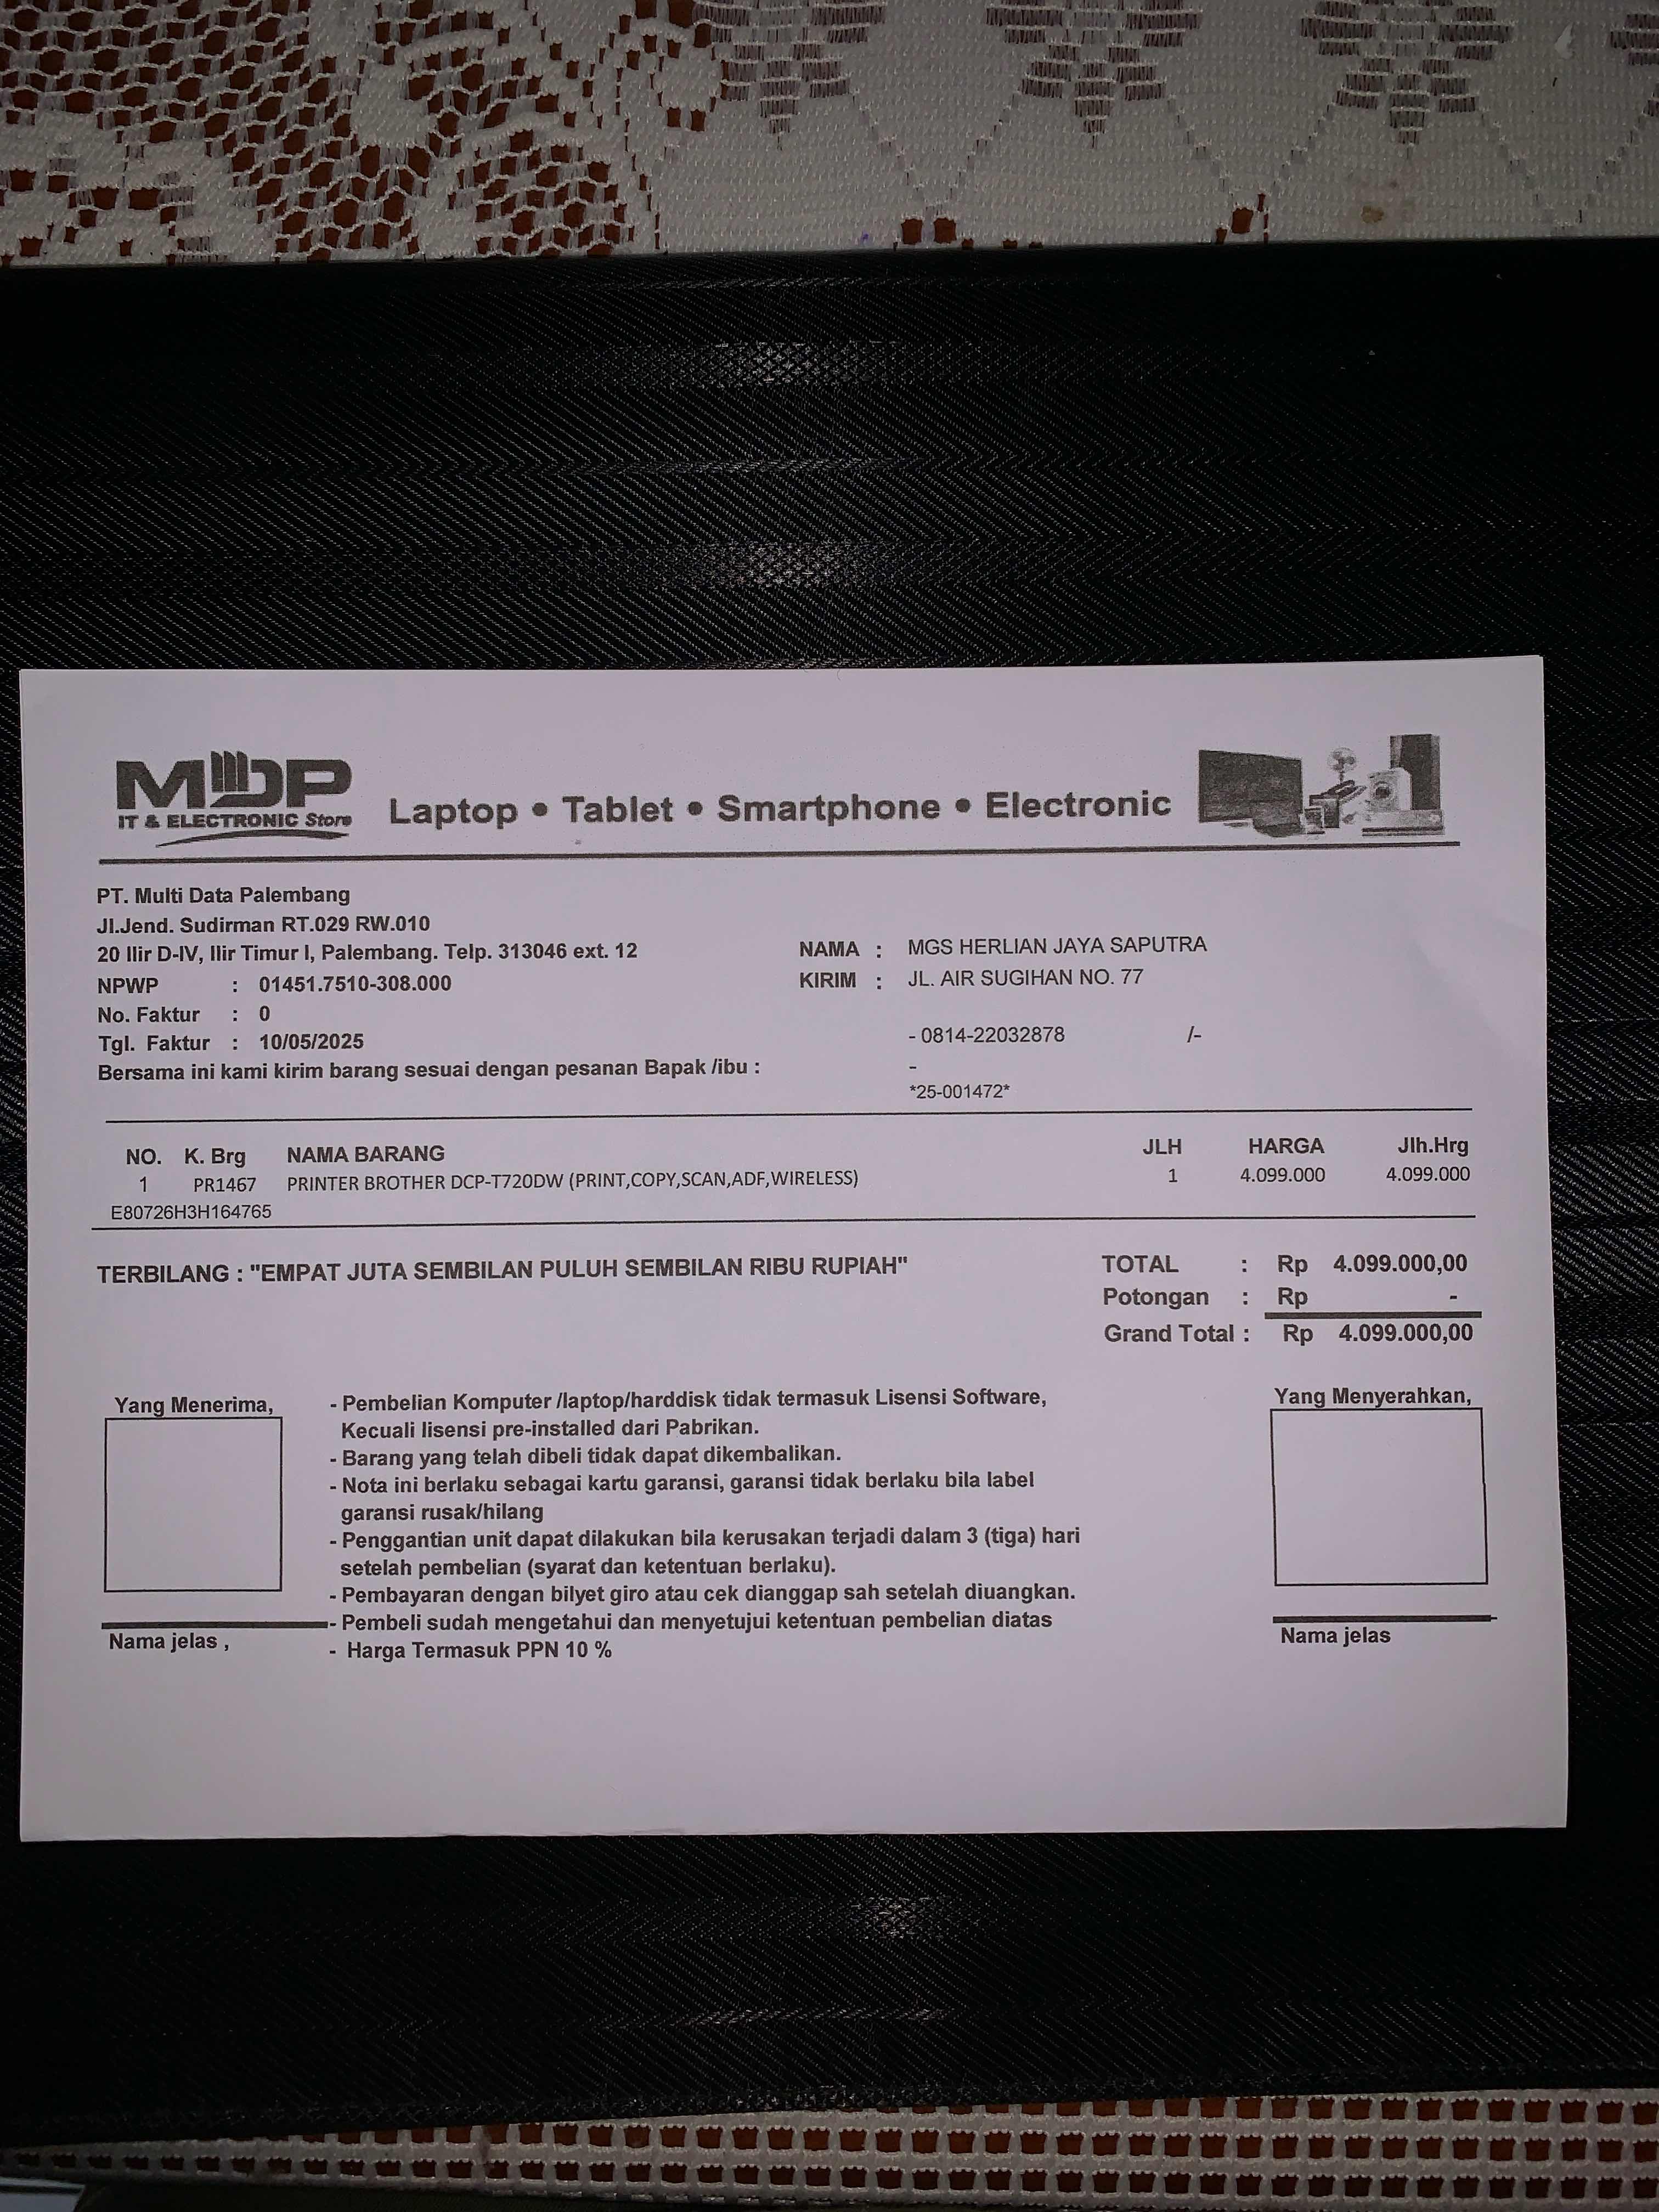 MDP
IT & ELECTRONIC Store
Laptop • Tablet • Smartphone • Electronic
PT. Multi Data Palembang
Jl.Jend. Sudirman RT.029 RW.010
20 Ilir D-IV, Ilir Timur I, Palembang. Telp. 313046 ext. 12
NPWP : 01451.7510-308.000
No. Faktur : 0
Tgl. Faktur : 10/05/2025
Bersama ini kami kirim barang sesuai dengan pesanan Bapak /ibu :
NAMA : MGS HERLIAN JAYA SAPUTRA
KIRIM : JL. AIR SUGIHAN NO. 77
- 0814-22032878 /-
-
*25-001472*
NO. K. Brg NAMA BARANG JLH HARGA Jlh.Hrg
1 PR1467 PRINTER BROTHER DCP-T720DW (PRINT,COPY,SCAN,ADF,WIRELESS) 1 4.099.000 4.099.000
E80726H3H164765
TERBILANG : "EMPAT JUTA SEMBILAN PULUH SEMBILAN RIBU RUPIAH"
TOTAL : Rp 4.099.000,00
Potongan : Rp -
Grand Total : Rp 4.099.000,00
Yang Menerima,
Nama jelas ,
- Pembelian Komputer /laptop/harddisk tidak termasuk Lisensi Software,
Kecuali lisensi pre-installed dari Pabrikan.
- Barang yang telah dibeli tidak dapat dikembalikan.
- Nota ini berlaku sebagai kartu garansi, garansi tidak berlaku bila label
garansi rusak/hilang
- Penggantian unit dapat dilakukan bila kerusakan terjadi dalam 3 (tiga) hari
setelah pembelian (syarat dan ketentuan berlaku).
- Pembayaran dengan bilyet giro atau cek dianggap sah setelah diuangkan.
- Pembeli sudah mengetahui dan menyetujui ketentuan pembelian diatas
- Harga Termasuk PPN 10 %
Yang Menyerahkan,
Nama jelas